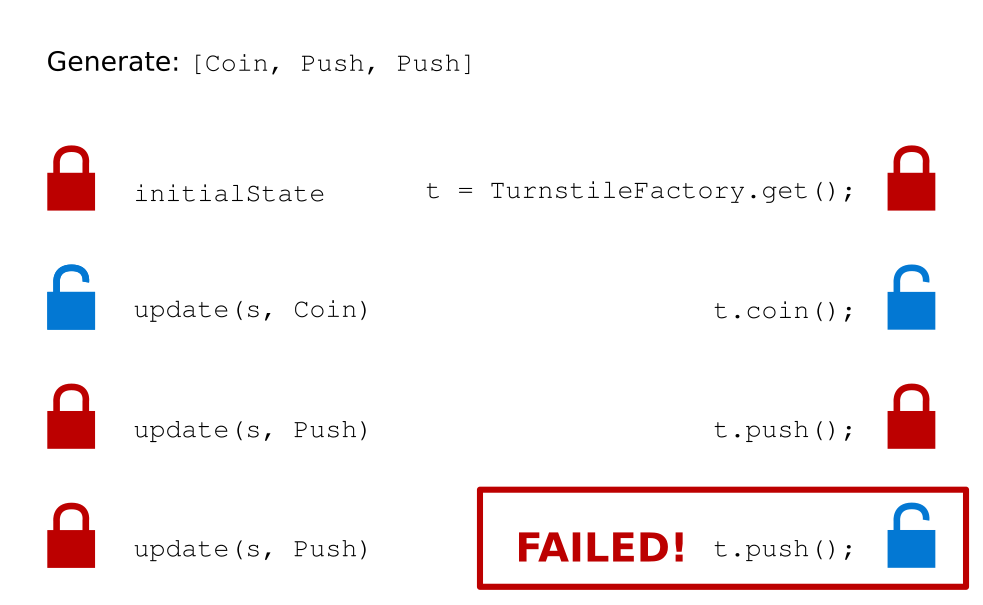 Generate: [Coin, Push, Push]
initialState t = TurnstileFactory.get();
update(s, Coin) t.coin();
update(s, Push) t.push();
update(s, Push) FAILED! t.push();